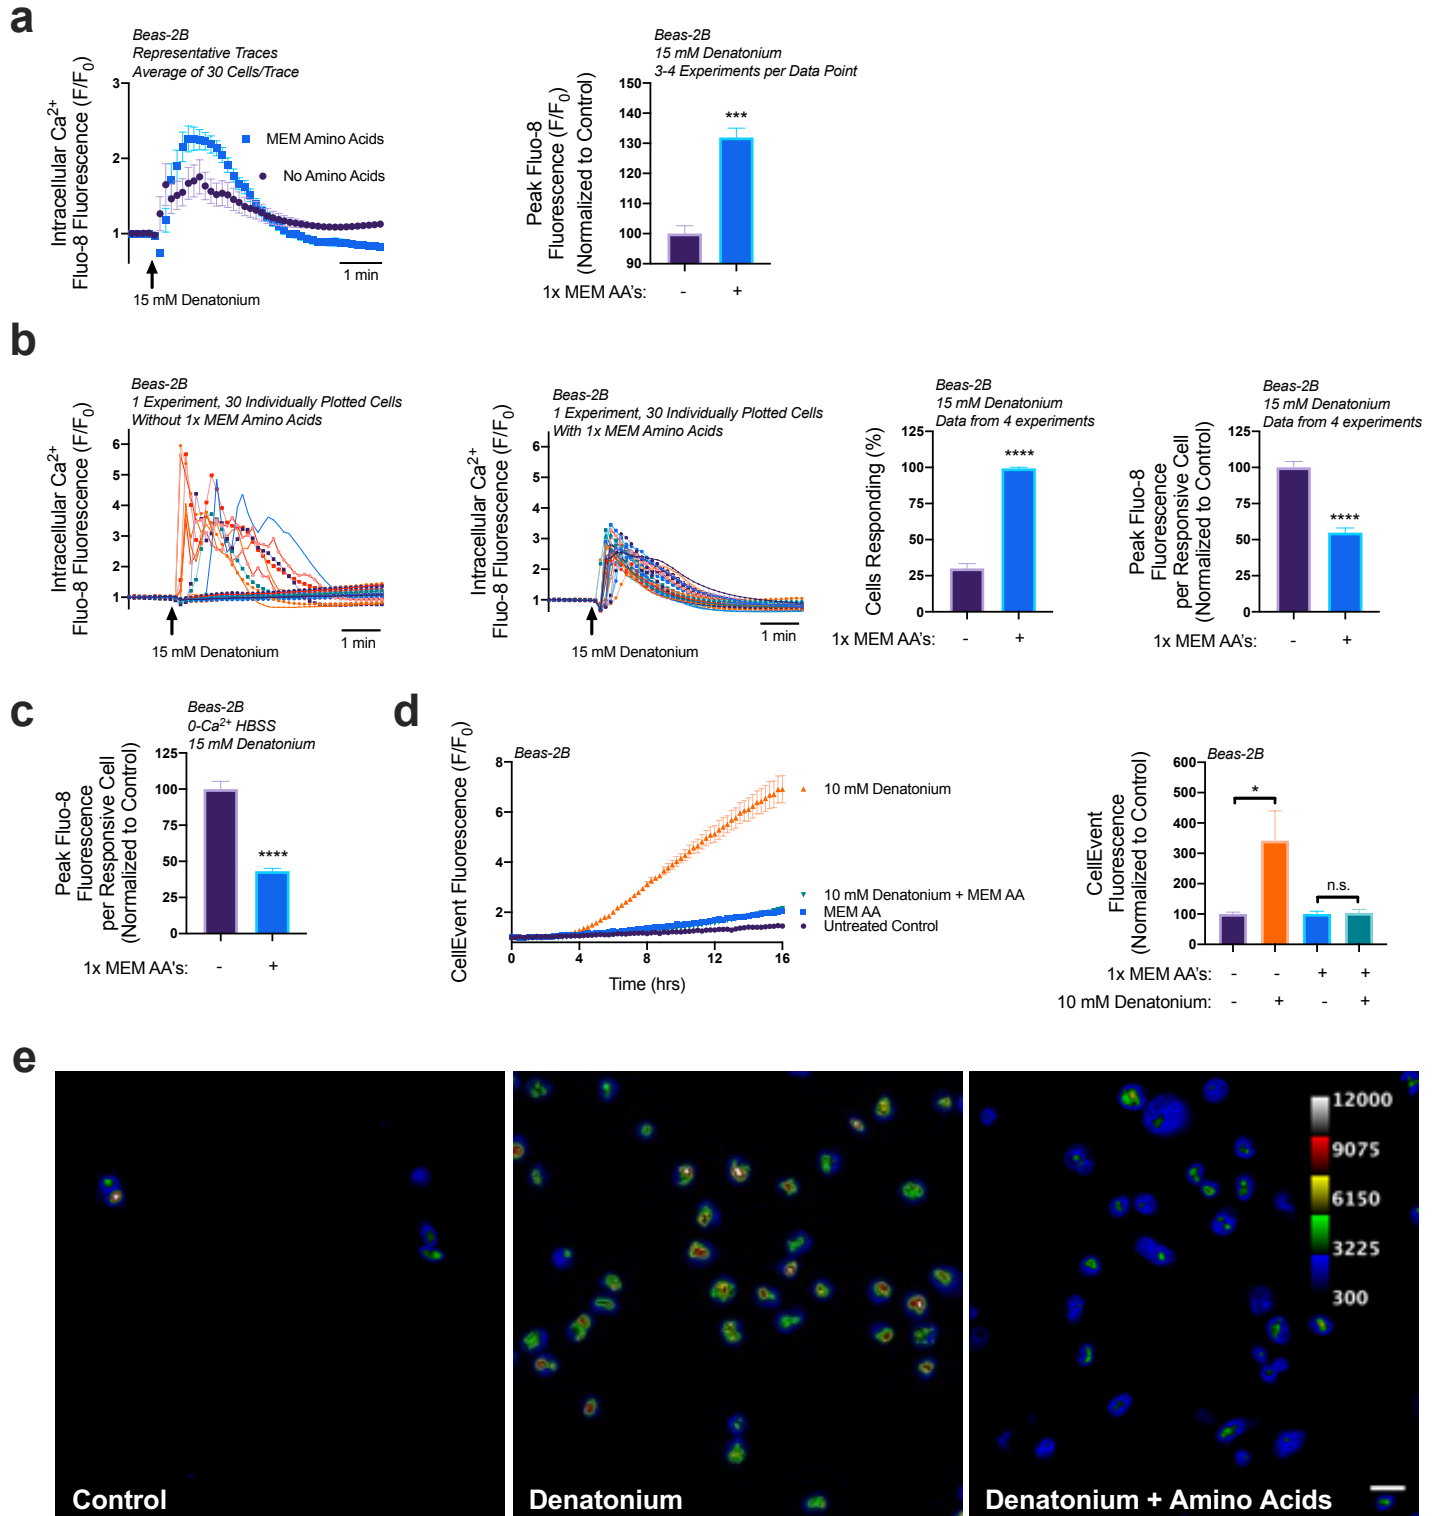 a
Beas-2B
Representative Traces
Average of 30 Cells/Trace
Intracellular Ca2+
Fluo-8 Fluorescence (F/F0)
3
2
1
MEM Amino Acids
No Amino Acids
1 min
15 mM Denatonium
Beas-2B
15 mM Denatonium
3-4 Experiments per Data Point
Peak Fluo-8
Fluorescence (F/F0)
(Normalized to Control)
150
140
130
120
110
100
90
***
1x MEM AA's: - +
b
Beas-2B
1 Experiment, 30 Individually Plotted Cells
Without 1x MEM Amino Acids
Intracellular Ca2+
Fluo-8 Fluorescence (F/F0)
6
5
4
3
2
1
1 min
15 mM Denatonium
Beas-2B
1 Experiment, 30 Individually Plotted Cells
With 1x MEM Amino Acids
Intracellular Ca2+
Fluo-8 Fluorescence (F/F0)
6
5
4
3
2
1
1 min
15 mM Denatonium
Beas-2B
15 mM Denatonium
Data from 4 experiments
Cells Responding (%)
125
100
75
50
25
0
****
1x MEM AA's: - +
Beas-2B
15 mM Denatonium
Data from 4 experiments
Peak Fluo-8
Fluorescence
per Responsive Cell
(Normalized to Control)
125
100
75
50
25
0
****
1x MEM AA's: - +
c
Beas-2B
0-Ca2+ HBSS
15 mM Denatonium
Peak Fluo-8
Fluorescence
per Responsive Cell
(Normalized to Control)
125
100
75
50
25
0
****
1x MEM AA's: - +
d
Beas-2B
CellEvent Fluorescence (F/F0)
8
6
4
2
0 4 8 12 16
Time (hrs)
10 mM Denatonium
10 mM Denatonium + MEM AA
MEM AA
Untreated Control
Beas-2B
CellEvent
Fluorescence
(Normalized to Control)
600
500
400
300
200
100
0
*
n.s.
1x MEM AA's: - - + +
10 mM Denatonium: - + - +
e
Control
Denatonium
Denatonium + Amino Acids
12000
9075
6150
3225
300